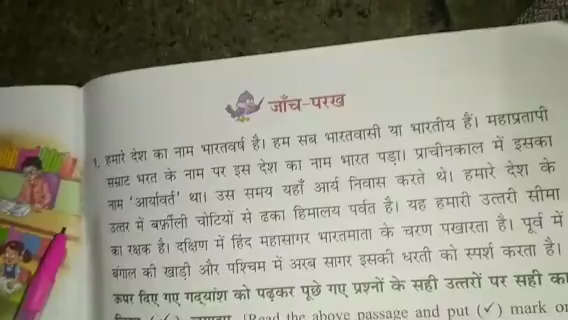 जाँच-परख
1. हमारे देश का नाम भारतवर्ष है। हम सब भारतवासी या भारतीय हैं। महाप्रतापी
सम्राट भरत के नाम पर इस देश का नाम भारत पड़ा। प्राचीनकाल में इसका
नाम 'आर्यावर्त' था। उस समय यहाँ आर्य निवास करते थे। हमारे देश के
उत्तर में बर्फ़ीली चोटियों से ढका हिमालय पर्वत है। यह हमारी उत्तरी सीमा
का रक्षक है। दक्षिण में हिंद महासागर भारतमाता के चरण पखारता है। पूर्व में
बंगाल की खाड़ी और पश्चिम में अरब सागर इसकी धरती को स्पर्श करता है।
ऊपर दिए गए गद्यांश को पढ़कर पूछे गए प्रश्नों के सही उत्तरों पर सही का
(Read the above passage and put (✓) mark on